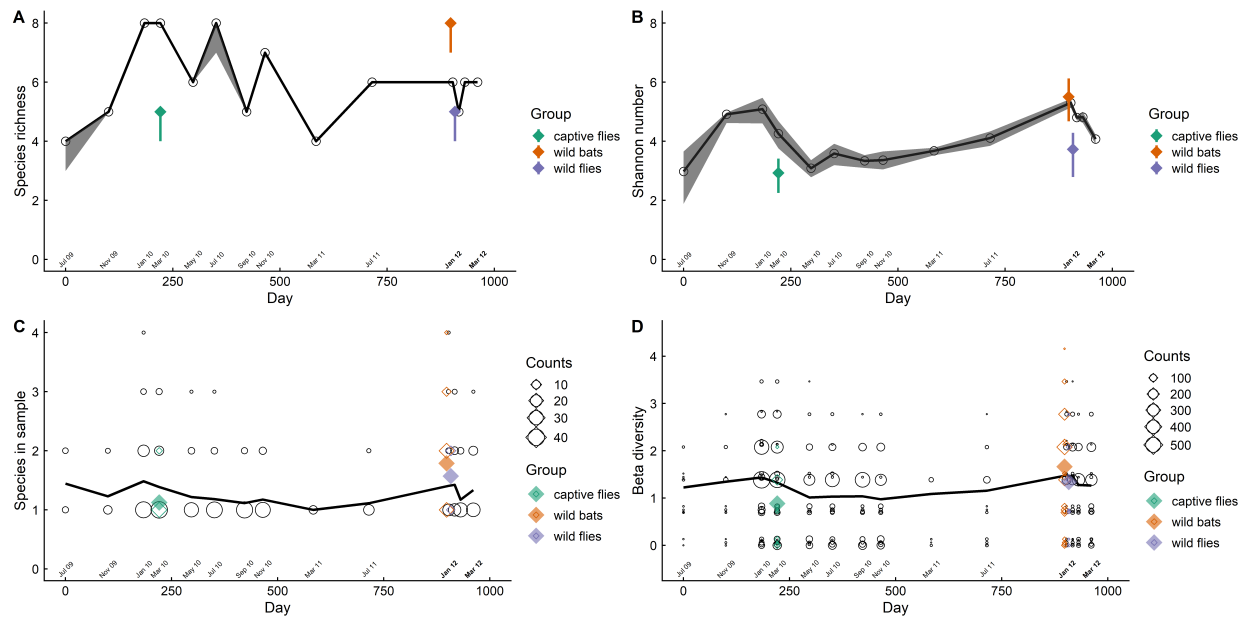 A
Species richness
8
6
4
2
0
Jul 09
Nov 09
Jan 10
Mar 10
May 10
Jul 10
Sep 10
Nov 10
Mar 11
Jul 11
Jan 12
Mar 12
0
250
500
750
1000
Day
Group
captive flies
wild bats
wild flies
B
Shannon number
8
6
4
2
0
Jul 09
Nov 09
Jan 10
Mar 10
May 10
Jul 10
Sep 10
Nov 10
Mar 11
Jul 11
Jan 12
Mar 12
0
250
500
750
1000
Day
Group
captive flies
wild bats
wild flies
C
Species in sample
4
3
2
1
0
Jul 09
Nov 09
Jan 10
Mar 10
May 10
Jul 10
Sep 10
Nov 10
Mar 11
Jul 11
Jan 12
Mar 12
0
250
500
750
1000
Day
Counts
10
20
30
40
Group
captive flies
wild bats
wild flies
D
Beta diversity
4
3
2
1
0
Jul 09
Nov 09
Jan 10
Mar 10
May 10
Jul 10
Sep 10
Nov 10
Mar 11
Jul 11
Jan 12
Mar 12
0
250
500
750
1000
Day
Counts
100
200
300
400
500
Group
captive flies
wild bats
wild flies